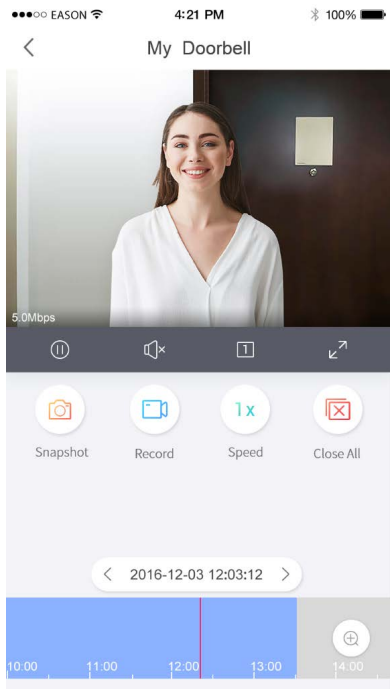 EASON 4:21 PM 100%
My Doorbell
5.0Mbps
1
Snapshot Record 1x Speed Close All
2016-12-03 12:03:12
10:00 11:00 12:00 13:00 14:00